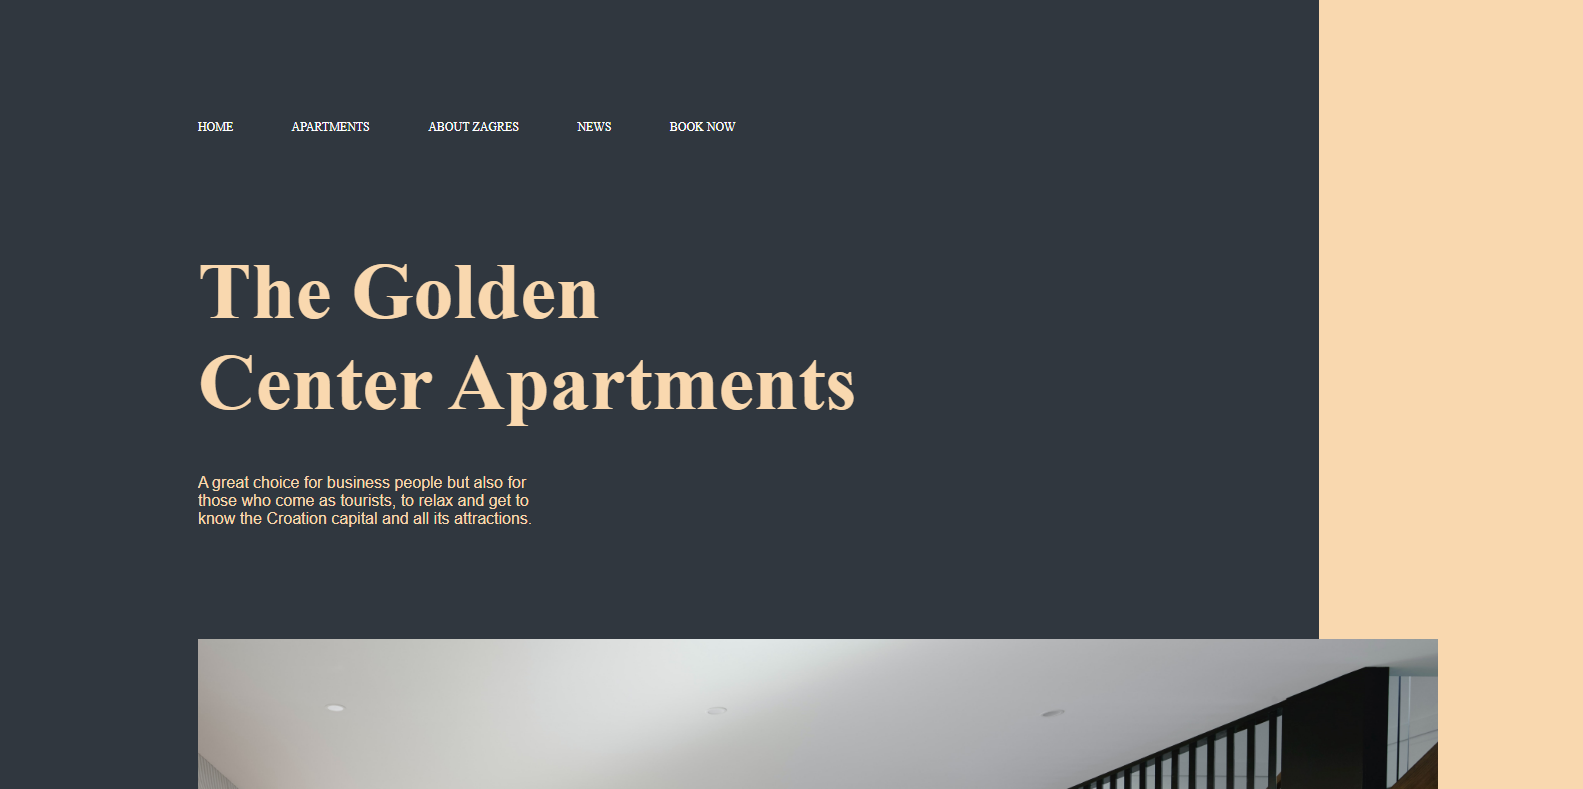 HOME APARTMENTS ABOUT ZAGRES NEWS BOOK NOW
The Golden
Center Apartments
A great choice for business people but also for
those who come as tourists, to relax and get to
know the Croation capital and all its attractions.